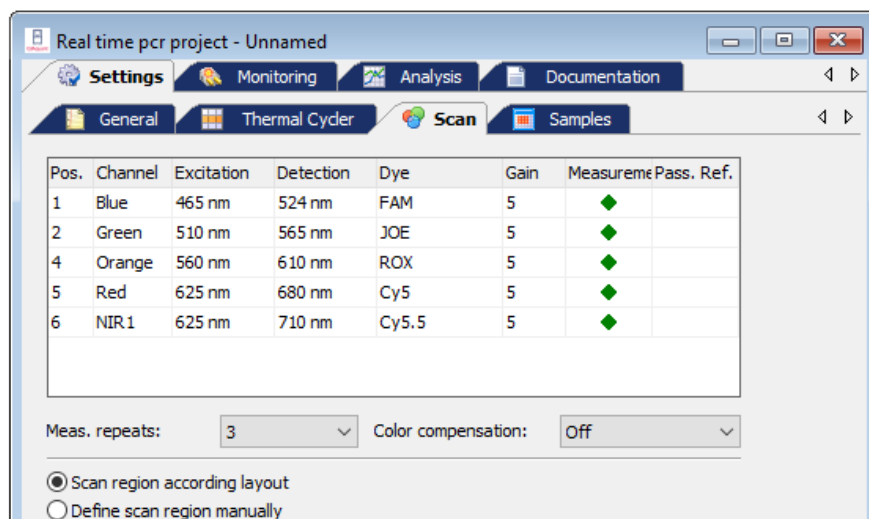 Real time pcr project - Unnamed
Settings Monitoring Analysis Documentation
General Thermal Cycler Scan Samples
Pos. Channel Excitation Detection Dye Gain Measureme Pass. Ref.
1 Blue 465 nm 524 nm FAM 5
2 Green 510 nm 565 nm JOE 5
4 Orange 560 nm 610 nm ROX 5
5 Red 625 nm 680 nm Cy5 5
6 NIR1 625 nm 710 nm Cy5.5 5
Meas. repeats: 3 Color compensation: Off
Scan region according layout
Define scan region manually